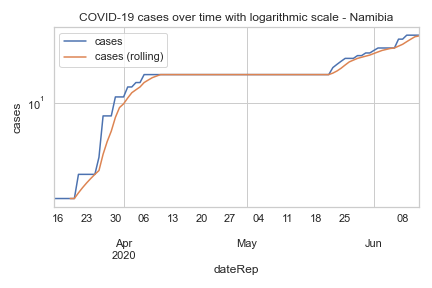 COVID-19 cases over time with logarithmic scale - Namibia
cases
cases (rolling)
10¹
cases
16 23 30 06 13 20 27 04 11 18 25 08
Apr May Jun
2020
dateRep